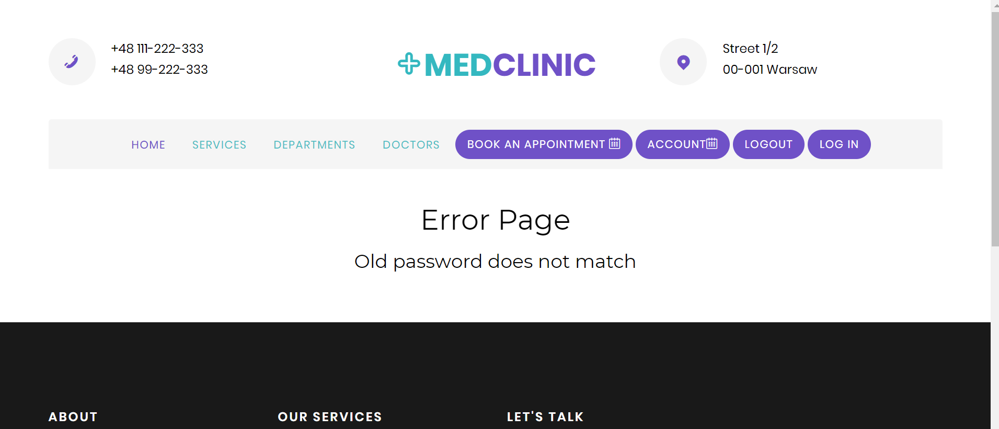 +48 111-222-333
+48 99-222-333
MEDCLINIC
Street 1/2
00-001 Warsaw
HOME SERVICES DEPARTMENTS DOCTORS BOOK AN APPOINTMENT ACCOUNT LOGOUT LOG IN
Error Page
Old password does not match
ABOUT OUR SERVICES LET'S TALK